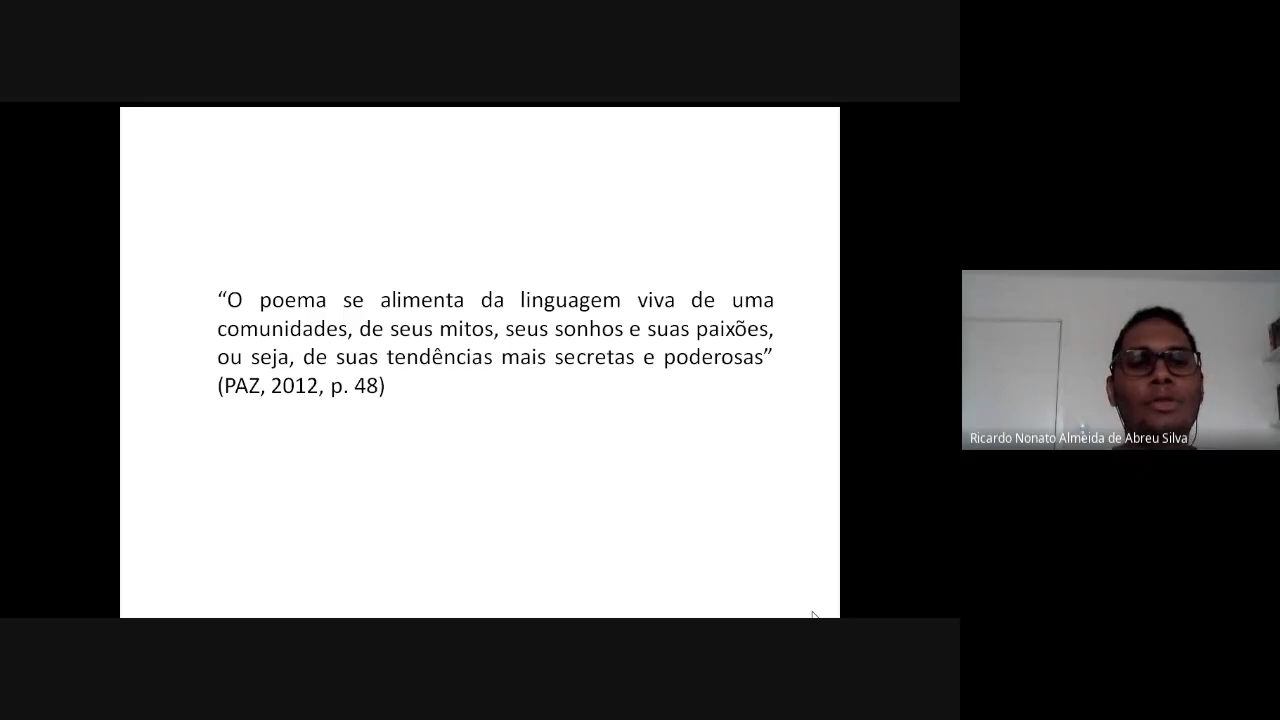 “O poema se alimenta da linguagem viva de uma
comunidades, de seus mitos, seus sonhos e suas paixões,
ou seja, de suas tendências mais secretas e poderosas”
(PAZ, 2012, p. 48)
Ricardo Nonato Almeida de Abreu Silva